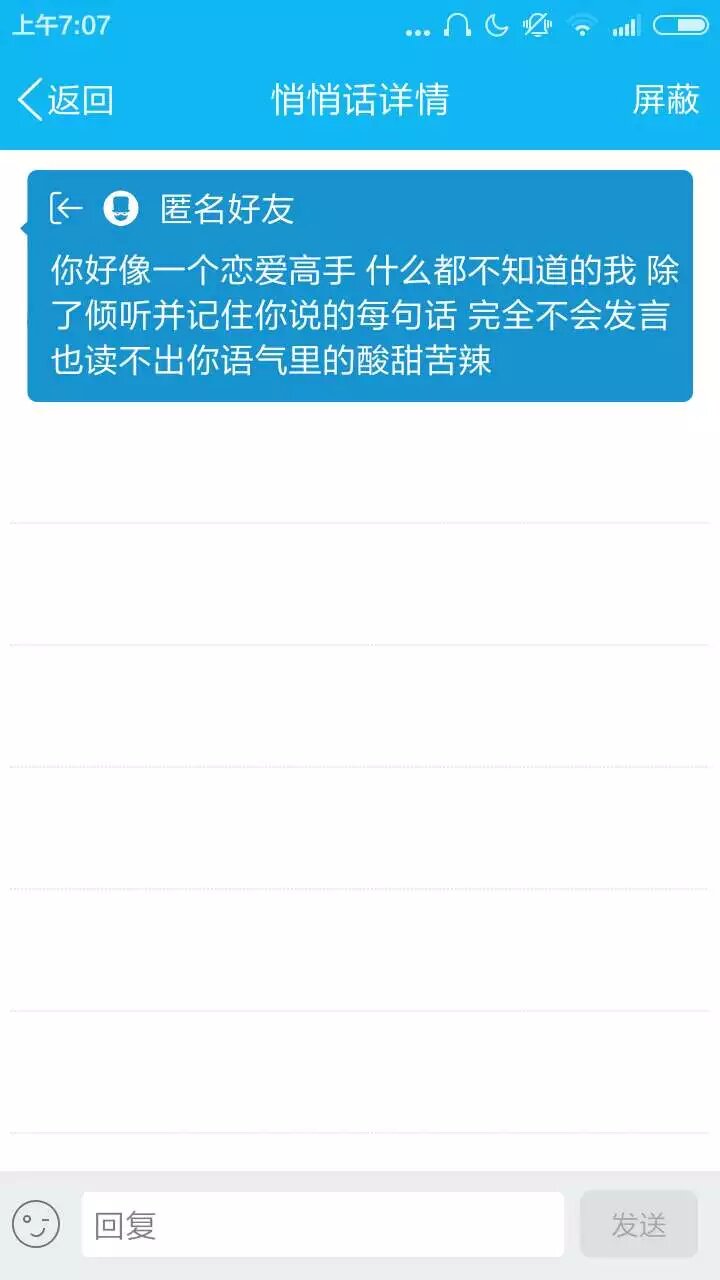 上午7:07
返回
悄悄话详情
屏蔽
匿名好友
你好像一个恋爱高手 什么都不知道的我 除
了倾听并记住你说的每句话 完全不会发言
也读不出你语气里的酸甜苦辣
回复
发送